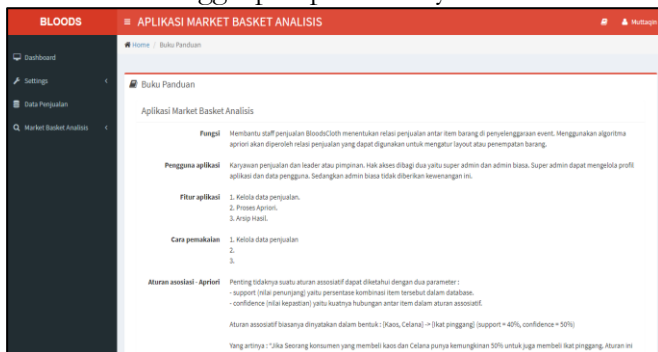 BLOODS
APLIKASI MARKET BASKET ANALISIS
Muttaqin
Home / Buku Panduan
Dashboard
Settings
Data Penjualan
Market Basket Analisis
Buku Panduan
Aplikasi Market Basket Analisis
Fungsi Membantu staff penjualan BloodsCloth menentukan relasi penjualan antar item barang di penyelenggaraan event. Menggunakan algoritma
apriori akan diperoleh relasi penjualan yang dapat digunakan untuk mengatur layout atau penempatan barang.
Pengguna aplikasi Karyawan penjualan dan leader atau pimpinan. Hak akses dibagi dua yaitu super admin dan admin biasa. Super admin dapat mengelola profil
aplikasi dan data pengguna. Sedangkan admin biasa tidak diberikan kewenangan ini.
Fitur aplikasi 1. Kelola data penjualan.
2. Proses Apriori.
3. Arsip Hasil.
Cara pemakaian 1. Kelola data penjualan
2.
3.
Aturan asosiasi - Apriori Penting tidaknya suatu aturan assosiatif dapat diketahui dengan dua parameter :
- support (nilai penunjang) yaitu persentase kombinasi item tersebut dalam database.
- confidence (nilai kepastian) yaitu kuatnya hubungan antar item dalam aturan assosiatif.
Aturan assosiatif biasanya dinyatakan dalam bentuk : [Kaos, Celana] -> [Ikat pinggang] (support = 40%, confidence = 50%)
Yang artinya : "Jika Seorang konsumen yang membeli kaos dan Celana punya kemungkinan 50% untuk juga membeli ikat pinggang. Aturan ini